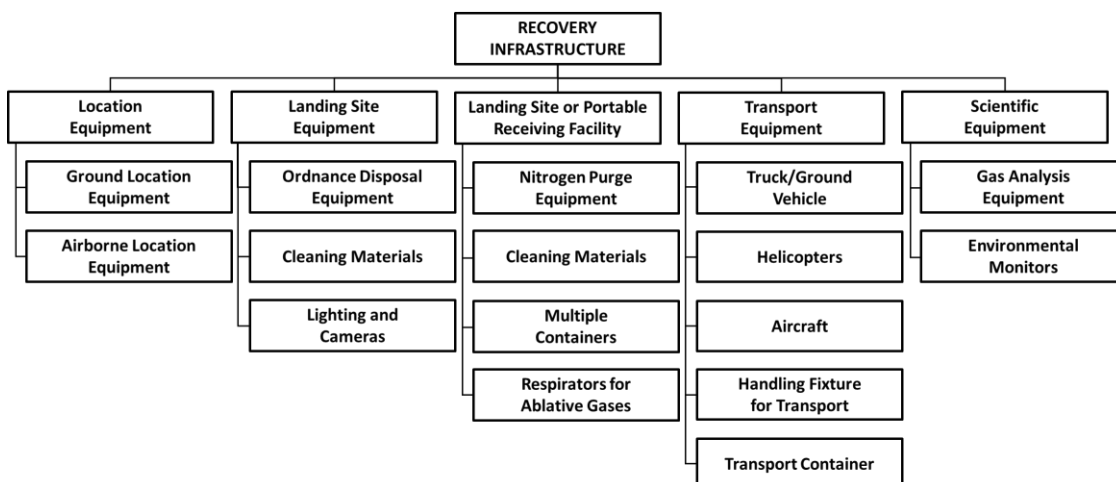 RECOVERY
INFRASTRUCTURE
Location
Equipment
Ground Location
Equipment
Airborne Location
Equipment
Landing Site
Equipment
Ordnance Disposal
Equipment
Cleaning Materials
Lighting and
Cameras
Landing Site or Portable
Receiving Facility
Nitrogen Purge
Equipment
Cleaning Materials
Multiple
Containers
Respirators for
Ablative Gases
Transport
Equipment
Truck/Ground
Vehicle
Helicopters
Aircraft
Handling Fixture
for Transport
Transport Container
Scientific
Equipment
Gas Analysis
Equipment
Environmental
Monitors